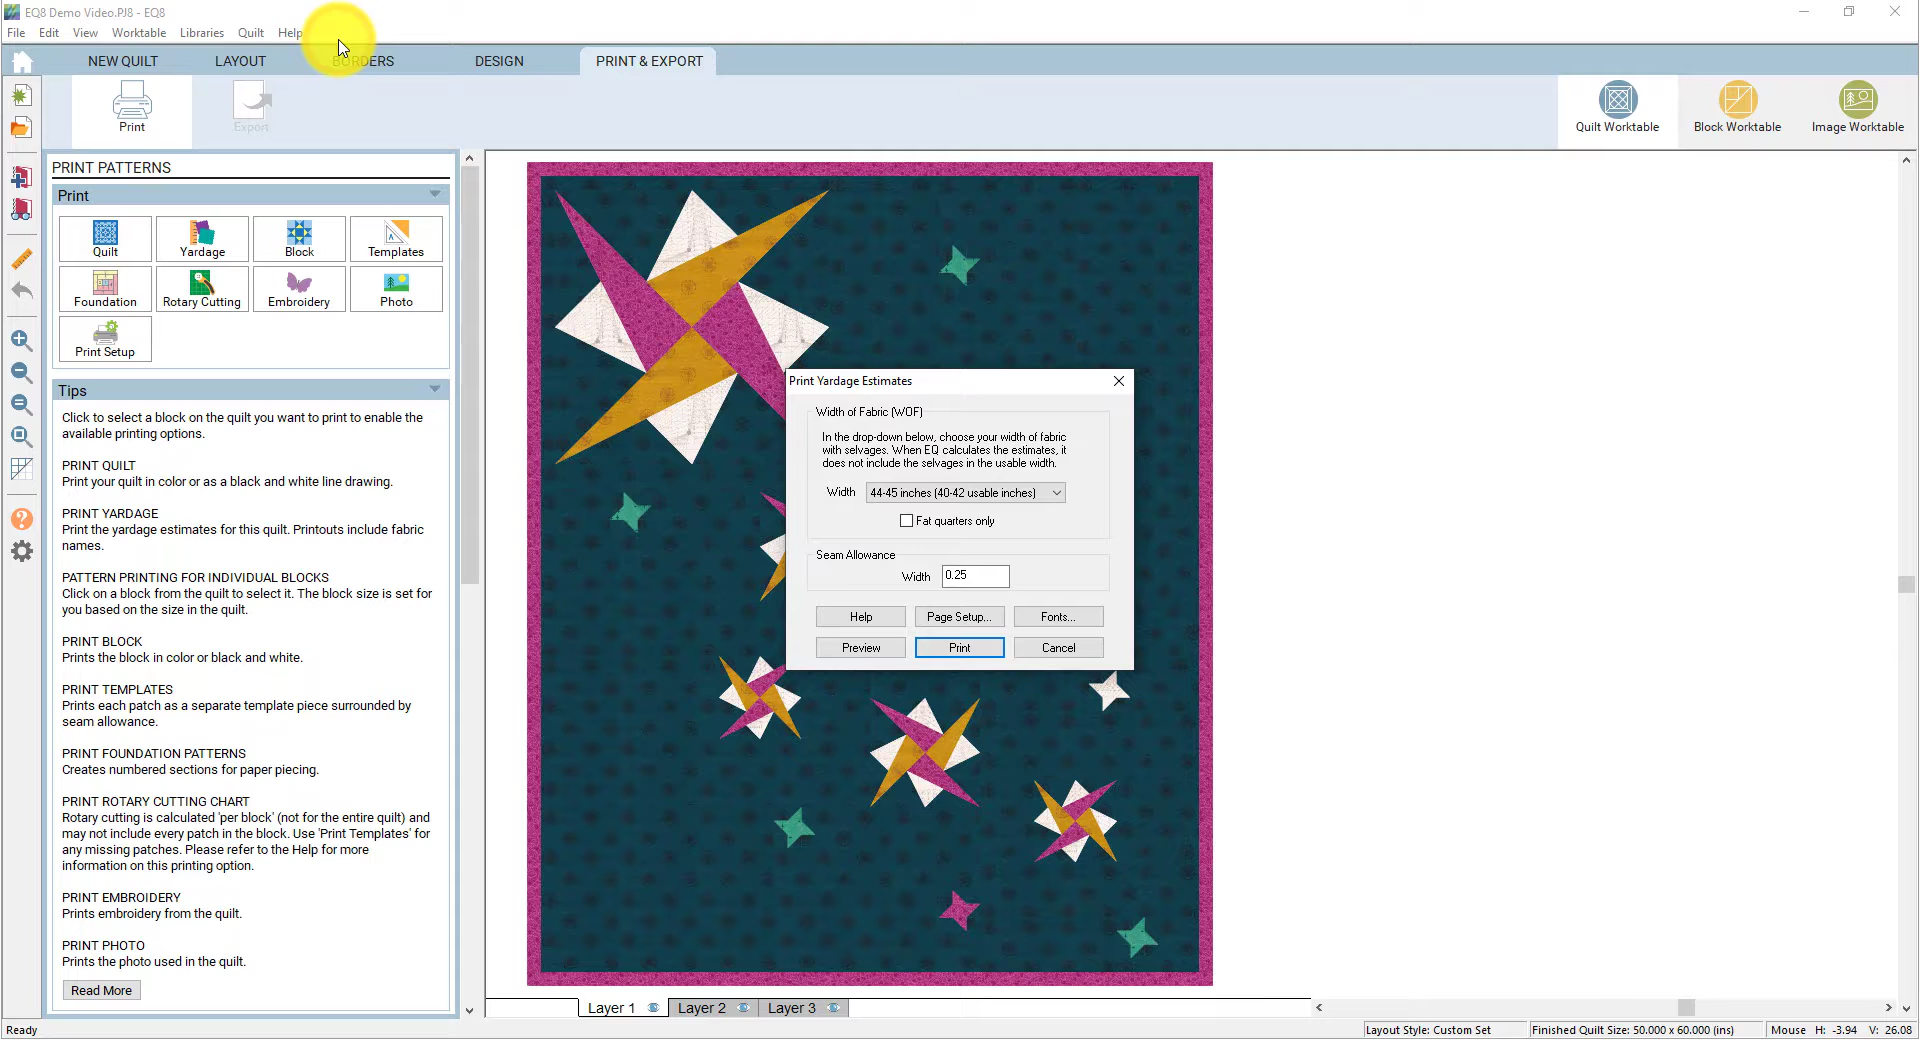 EQ8 Demo Video.PJ8 - EQ8
File Edit View Worktable Libraries Quilt Help
NEW QUILT LAYOUT BORDERS DESIGN PRINT & EXPORT
Print Export Quilt Worktable Block Worktable Image Worktable
PRINT PATTERNS
Print
Quilt Yardage Block Templates
Foundation Rotary Cutting Embroidery Photo
Print Setup
Tips
Click to select a block on the quilt you want to print to enable the
available printing options.
PRINT QUILT
Print your quilt in color or as a black and white line drawing.
PRINT YARDAGE
Print the yardage estimates for this quilt. Printouts include fabric
names.
PATTERN PRINTING FOR INDIVIDUAL BLOCKS
Click on a block from the quilt to select it. The block size is set for
you based on the size in the quilt.
PRINT BLOCK
Prints the block in color or black and white.
PRINT TEMPLATES
Prints each patch as a separate template piece surrounded by
seam allowance.
PRINT FOUNDATION PATTERNS
Creates numbered sections for paper piecing.
PRINT ROTARY CUTTING CHART
Rotary cutting is calculated 'per block' (not for the entire quilt) and
may not include every patch in the block. Use 'Print Templates' for
any missing patches. Please refer to the Help for more
information on this printing option.
PRINT EMBROIDERY
Prints embroidery from the quilt.
PRINT PHOTO
Prints the photo used in the quilt.
Read More
Print Yardage Estimates
Width of Fabric (WOF)
In the drop-down below, choose your width of fabric
with selvages. When EQ calculates the estimates, it
does not include the selvages in the usable width.
Width 44-45 inches (40-42 usable inches)
Fat quarters only
Seam Allowance
Width 0.25
Help Page Setup... Fonts...
Preview Print Cancel
Layer 1 Layer 2 Layer 3
Ready Layout Style: Custom Set Finished Quilt Size: 50.000 x 60.000 (ins) Mouse H: -3.94 V: 26.08